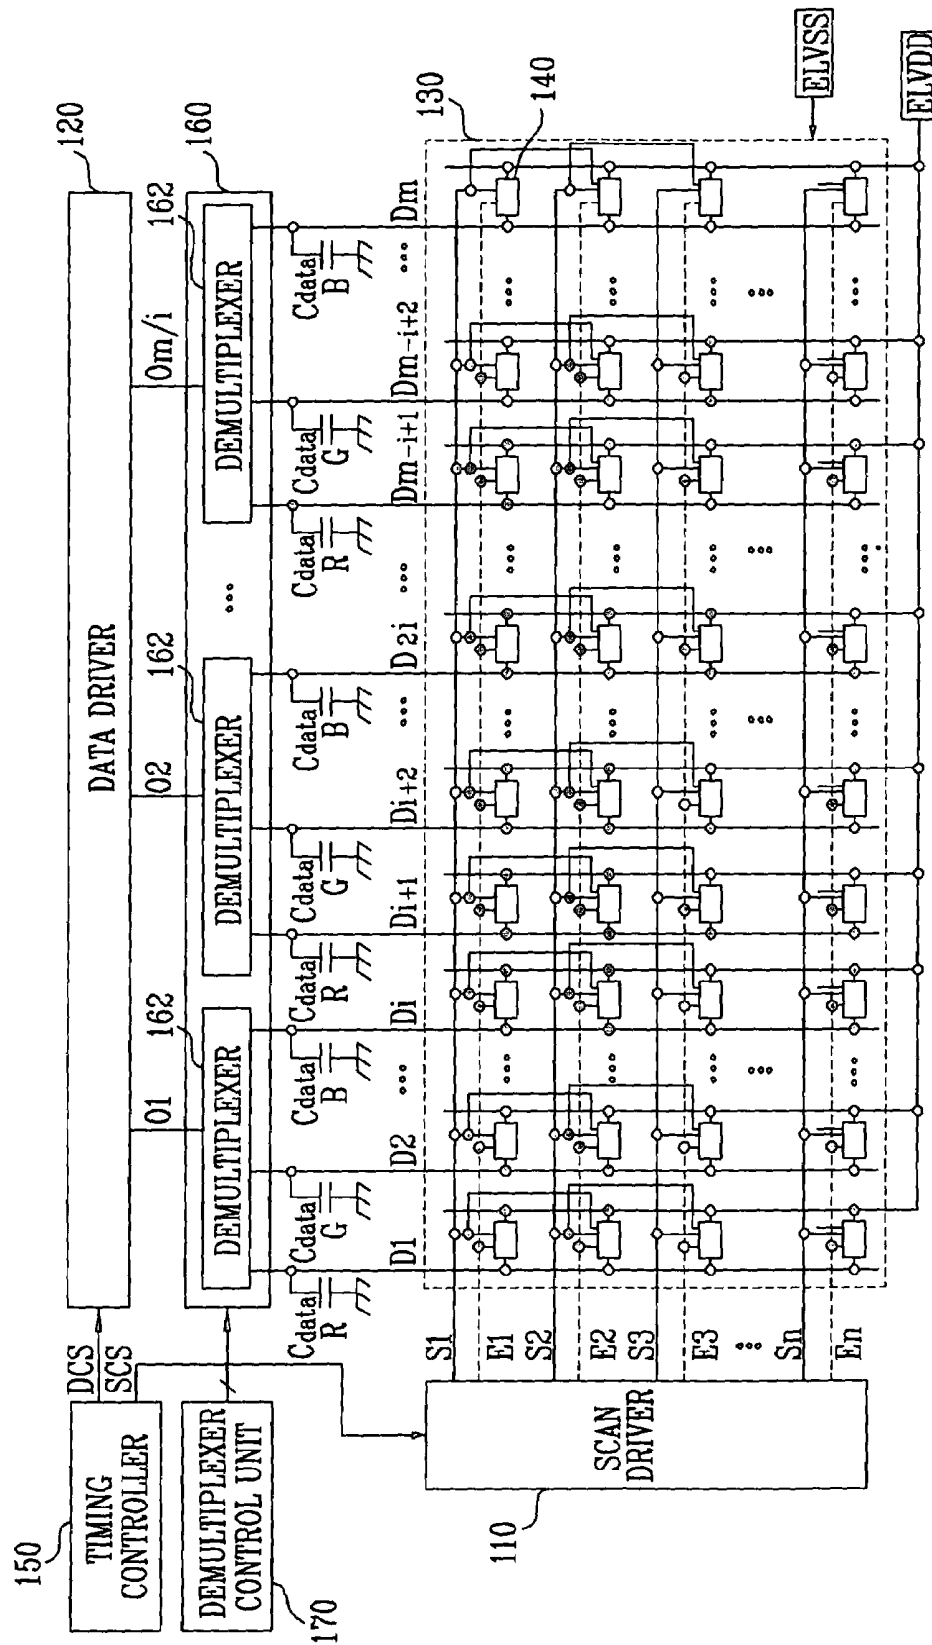 120
DATA DRIVER
DCS
SCS
150
TIMING
CONTROLLER
O1
O2
Om/i
162
162
162
160
DEMULTIPLEXER
DEMULTIPLEXER
...
DEMULTIPLEXER
DEMULTIPLEXER
CONTROL UNIT
170
Cdata
R
Cdata
G
Cdata
B
Cdata
R
Cdata
G
Cdata
B
Cdata
R
Cdata
G
Cdata
B
D1
D2
...
Di
Di+1
Di+2
...
D2i
...
Dm-i+1
Dm-i+2
...
Dm
130
140
SCAN
DRIVER
110
S1
E1
S2
E2
S3
E3
...
Sn
En
ELVSS
ELVDD